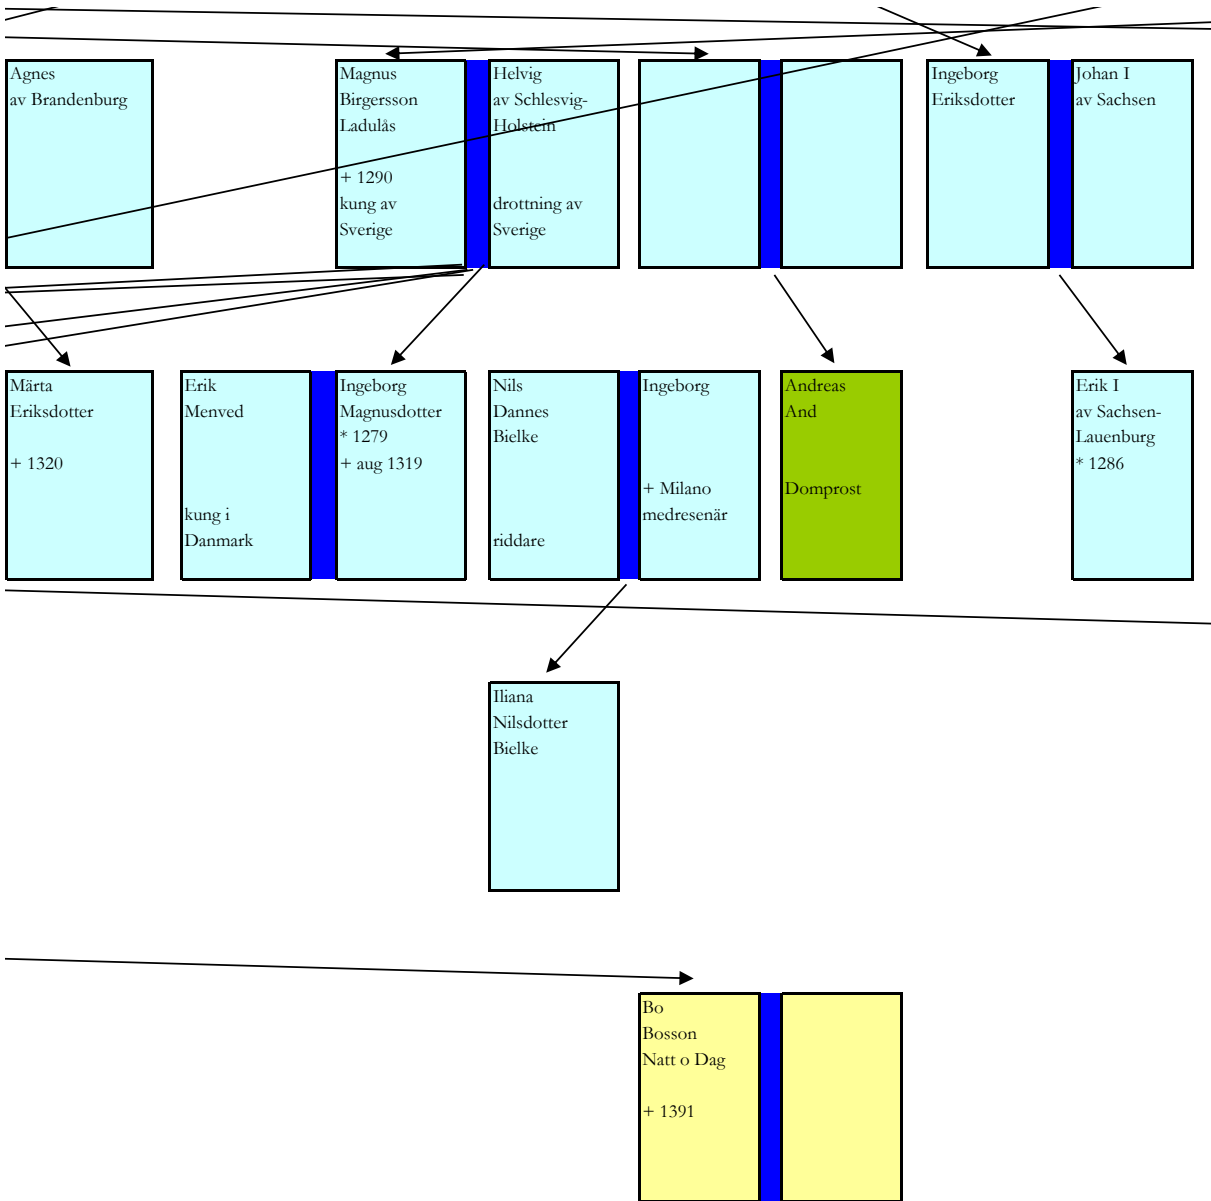 Agnes
av Brandenburg
Magnus
Birgersson
Ladulås
+ 1290
kung av
Sverige
Helvig
av Schlesvig-
Holstein
drottning av
Sverige
Ingeborg
Eriksdotter
Johan I
av Sachsen
Märta
Eriksdotter
+ 1320
Erik
Menved
kung i
Danmark
Ingeborg
Magnusdotter
* 1279
+ aug 1319
Nils
Dannes
Bielke
riddare
Ingeborg
+ Milano
medresenär
Andreas
And
Domprost
Erik I
av Sachsen-
Lauenburg
* 1286
Iliana
Nilsdotter
Bielke
Bo
Bosson
Natt o Dag
+ 1391